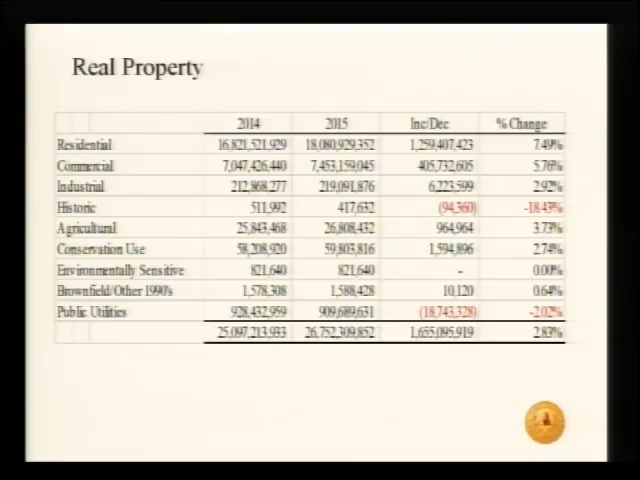 Real Property
2014 2015 Inc/Dec % Change
Residential 16,821,521,929 18,080,929,352 1,259,407,423 7.49%
Commercial 7,047,426,440 7,453,159,045 405,732,605 5.76%
Industrial 212,868,277 219,091,876 6,223,599 2.92%
Historic 511,992 417,632 (94,360) -18.43%
Agricultural 25,843,468 26,808,432 964,964 3.73%
Conservation Use 58,208,920 59,803,816 1,594,896 2.74%
Environmentally Sensitive 821,640 821,640 - 0.00%
Brownfield/Other 1990's 1,578,308 1,588,428 10,120 0.64%
Public Utilities 928,432,959 909,689,631 (18,743,328) -2.02%
25,097,213,933 26,752,309,852 1,655,095,919 2.83%